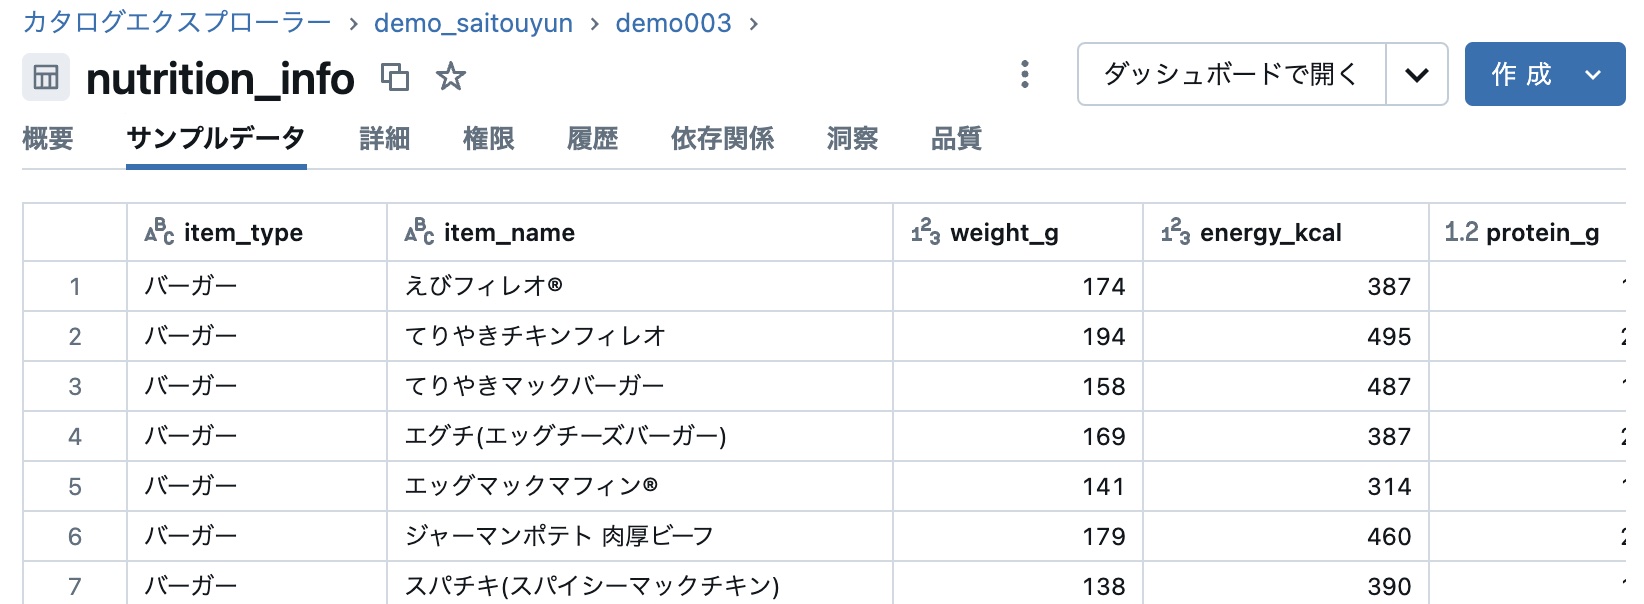 カタログエクスプローラー > demo_saitouyun > demo003 >
nutrition_info
ダッシュボードで開く
作成
概要 サンプルデータ 詳細 権限 履歴 依存関係 洞察 品質
item_type item_name weight_g energy_kcal 1.2 protein_g
1 バーガー えびフィレオ® 174 387
2 バーガー てりやきチキンフィレオ 194 495
3 バーガー てりやきマックバーガー 158 487
4 バーガー エグチ(エッグチーズバーガー) 169 387
5 バーガー エッグマックマフィン® 141 314
6 バーガー ジャーマンポテト 肉厚ビーフ 179 460
7 バーガー スパチキ(スパイシーマックチキン) 138 390